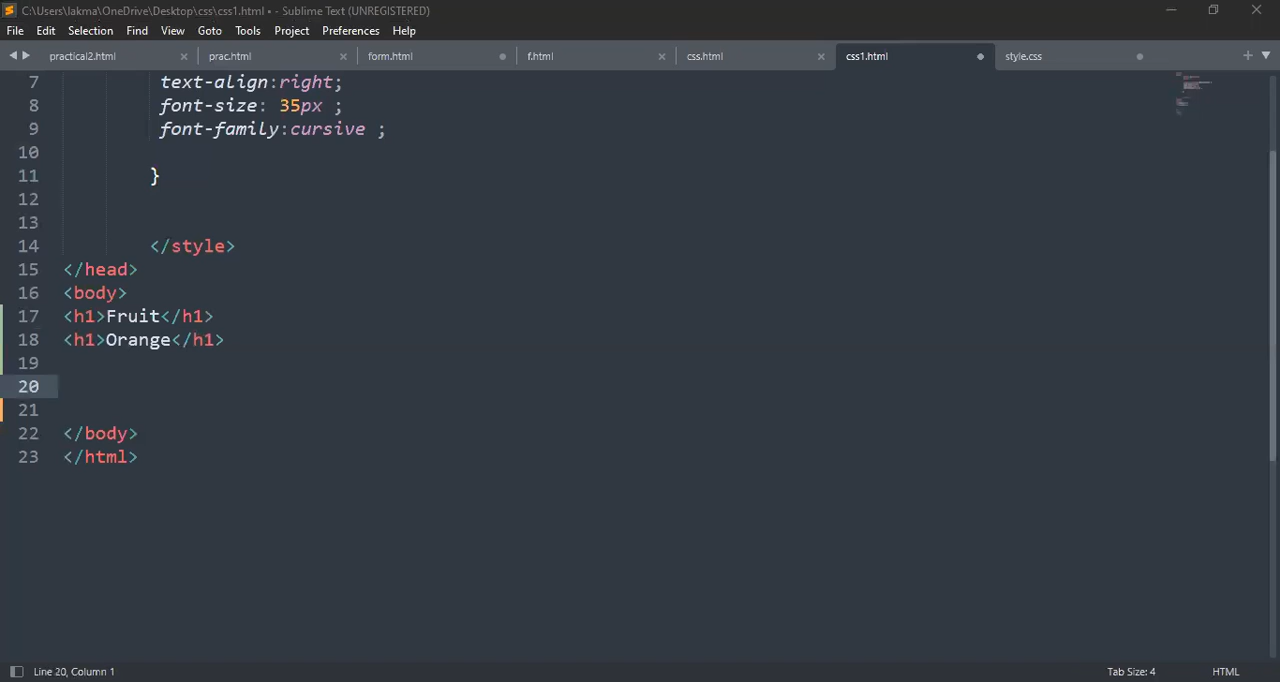 C:\Users\lakma\OneDrive\Desktop\css\css1.html • - Sublime Text (UNREGISTERED)
File Edit Selection Find View Goto Tools Project Preferences Help
practical2.html prac.html form.html f.html css.html css1.html style.css
7 text-align:right;
8 font-size: 35px ;
9 font-family:cursive ;
10
11 }
12
13
14 </style>
15 </head>
16 <body>
17 <h1>Fruit</h1>
18 <h1>Orange</h1>
19
20
21
22 </body>
23 </html>
Line 20, Column 1 Tab Size: 4 HTML